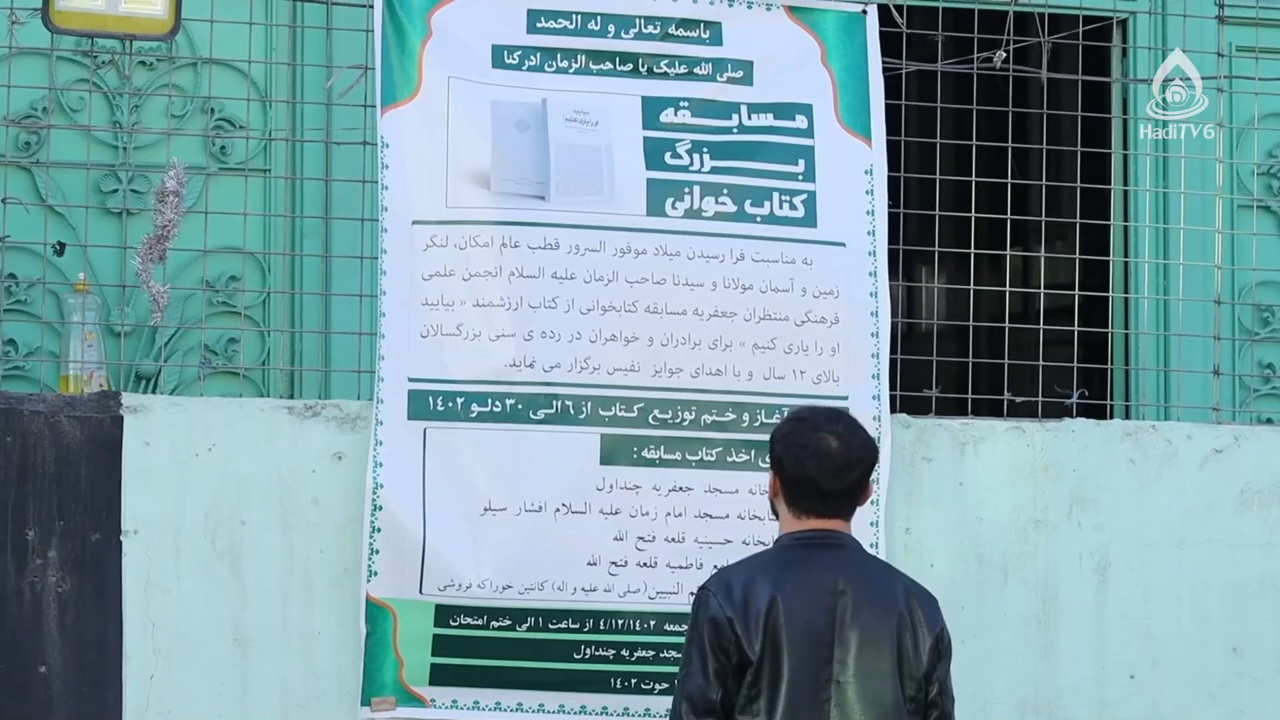 باسمه تعالی و له الحمد
صلی الله علیک یا صاحب الزمان ادرکنا
HadiTV6
مسابقه
بزرگ
کتاب خوانی
بیایید
او را یاری کنیم!
به مناسبت فرا رسیدن میلاد موفور السرور قطب عالم امکان، لنگر
زمین و آسمان مولانا و سیدنا صاحب الزمان علیه السلام انجمن علمی
فرهنگی منتظران جعفریه مسابقه کتابخوانی از کتاب ارزشمند « بیایید
او را یاری کنیم » برای برادران و خواهران در رده ی سنی بزرگسالان
بالای ۱۲ سال و با اهدای جوایز نفیس برگزار می نماید.
آغاز و ختم توزیع کتاب از ۶ الی ۳۰ دلو ۱۴۰۲
اخذ کتاب مسابقه :
مسجد جعفریه چنداول
مسجد امام زمان علیه السلام افشار سیلو
حسینیه قلعه فتح الله
فاطمیه قلعه فتح الله
النبیین(صلی الله علیه و اله) کانتین خوراکه فروشی
جمعه ۴/۱۲/۱۴۰۲ از ساعت ۱ الی ختم امتحان
جعفریه چنداول
حوت ۱۴۰۲